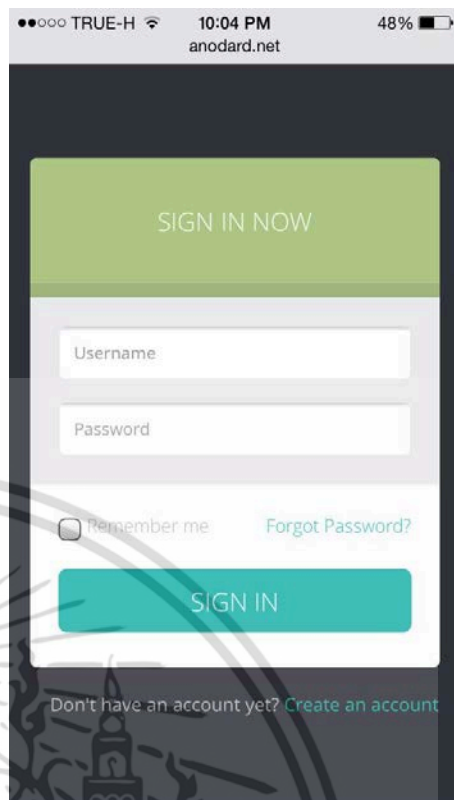 ●●○○○ TRUE-H 10:04 PM 48%
anodard.net
SIGN IN NOW
Username
Password
Remember me Forgot Password?
SIGN IN
Don't have an account yet? Create an account